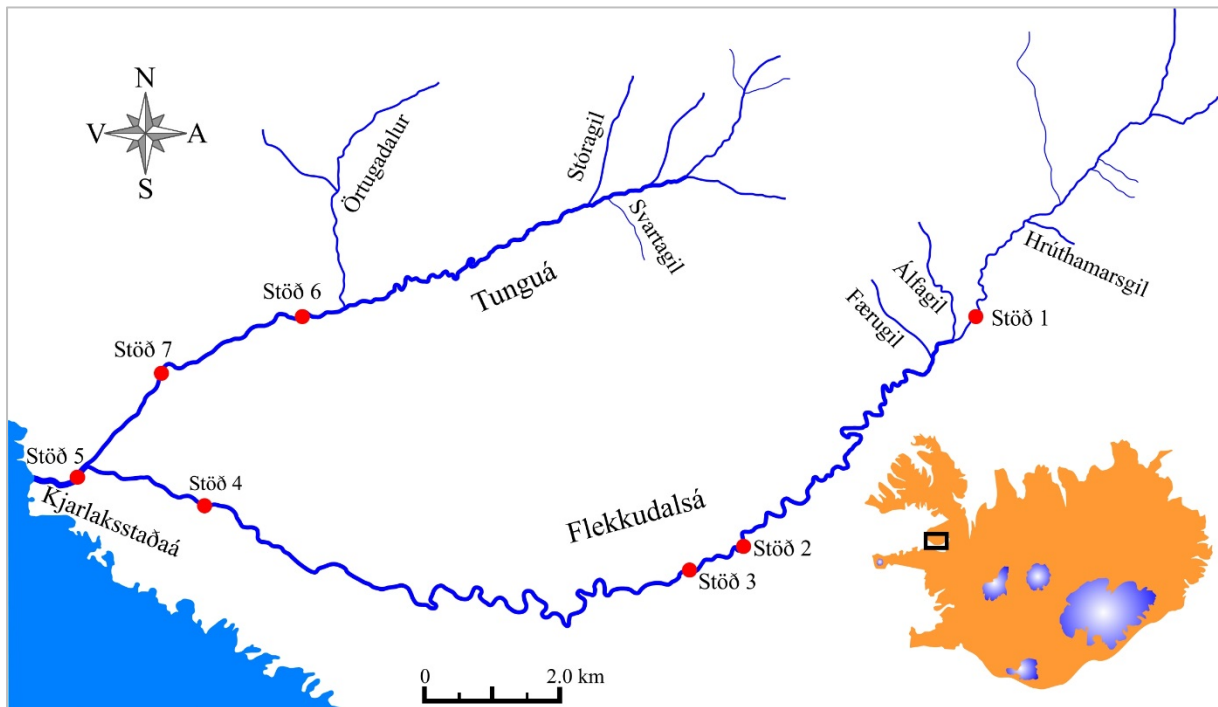 N
V
A
S
Örtugadalur
Stóragil
Svartagil
Tunguá
Hrúthamarsgil
Álfagil
Færugil
Stöð 1
Stöð 6
Stöð 7
Stöð 5
Stöð 4
Kjarlaksstaðaá
Flekkudalsá
Stöð 2
Stöð 3
0
2.0 km